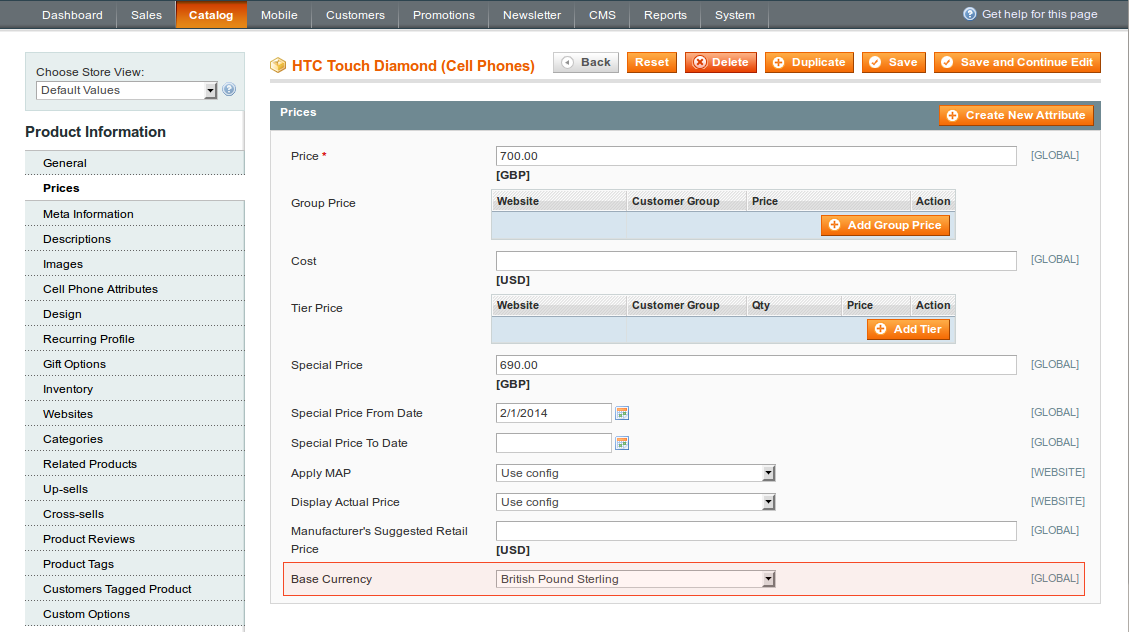 Dashboard Sales Catalog Mobile Customers Promotions Newsletter CMS Reports System Get help for this page
Choose Store View:
Default Values
HTC Touch Diamond (Cell Phones) Back Reset Delete Duplicate Save Save and Continue Edit
Product Information
General
Prices
Meta Information
Descriptions
Images
Cell Phone Attributes
Design
Recurring Profile
Gift Options
Inventory
Websites
Categories
Related Products
Up-sells
Cross-sells
Product Reviews
Product Tags
Customers Tagged Product
Custom Options
Prices Create New Attribute
Price * 700.00 [GLOBAL]
[GBP]
Group Price Website Customer Group Price Action
Add Group Price
Cost [GLOBAL]
[USD]
Tier Price Website Customer Group Qty Price Action
Add Tier
Special Price 690.00 [GLOBAL]
[GBP]
Special Price From Date 2/1/2014 [GLOBAL]
Special Price To Date [GLOBAL]
Apply MAP Use config [WEBSITE]
Display Actual Price Use config [WEBSITE]
Manufacturer's Suggested Retail [GLOBAL]
Price [USD]
Base Currency British Pound Sterling [GLOBAL]